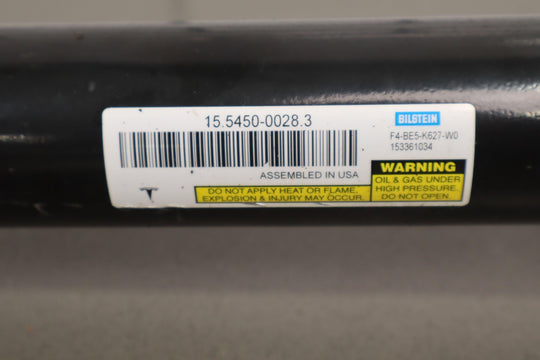 15.5450-0028.3
BILSTEIN
F4-BE5-K627-W0
153361034
ASSEMBLED IN USA
WARNING
OIL & GAS UNDER
HIGH PRESSURE.
DO NOT OPEN.
DO NOT APPLY HEAT OR FLAME.
EXPLOSION & INJURY MAY OCCUR.